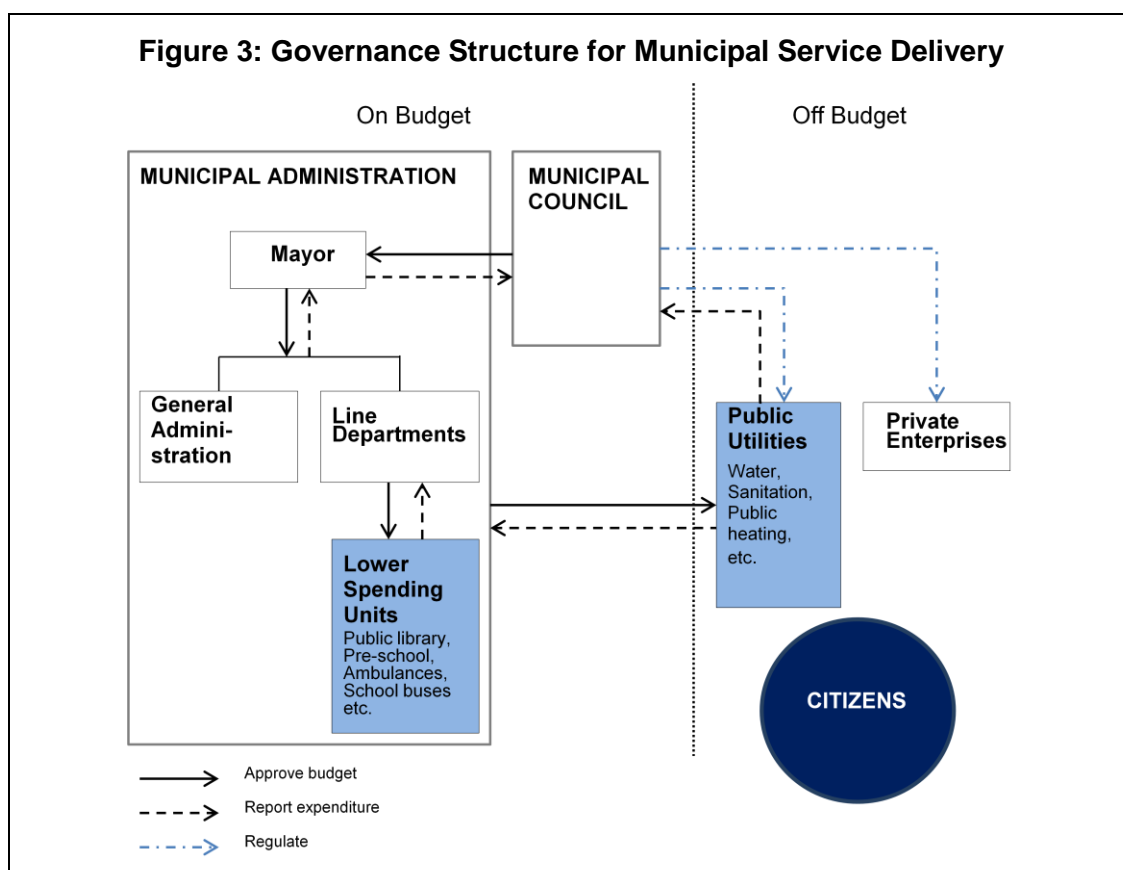 Figure 3: Governance Structure for Municipal Service Delivery
On Budget
Off Budget
MUNICIPAL ADMINISTRATION
MUNICIPAL
COUNCIL
Mayor
General
Admini-
stration
Line
Departments
Public
Utilities
Water,
Sanitation,
Public
heating,
etc.
Private
Enterprises
Lower
Spending
Units
Public library,
Pre-school,
Ambulances,
School buses
etc.
CITIZENS
Approve budget
Report expenditure
Regulate